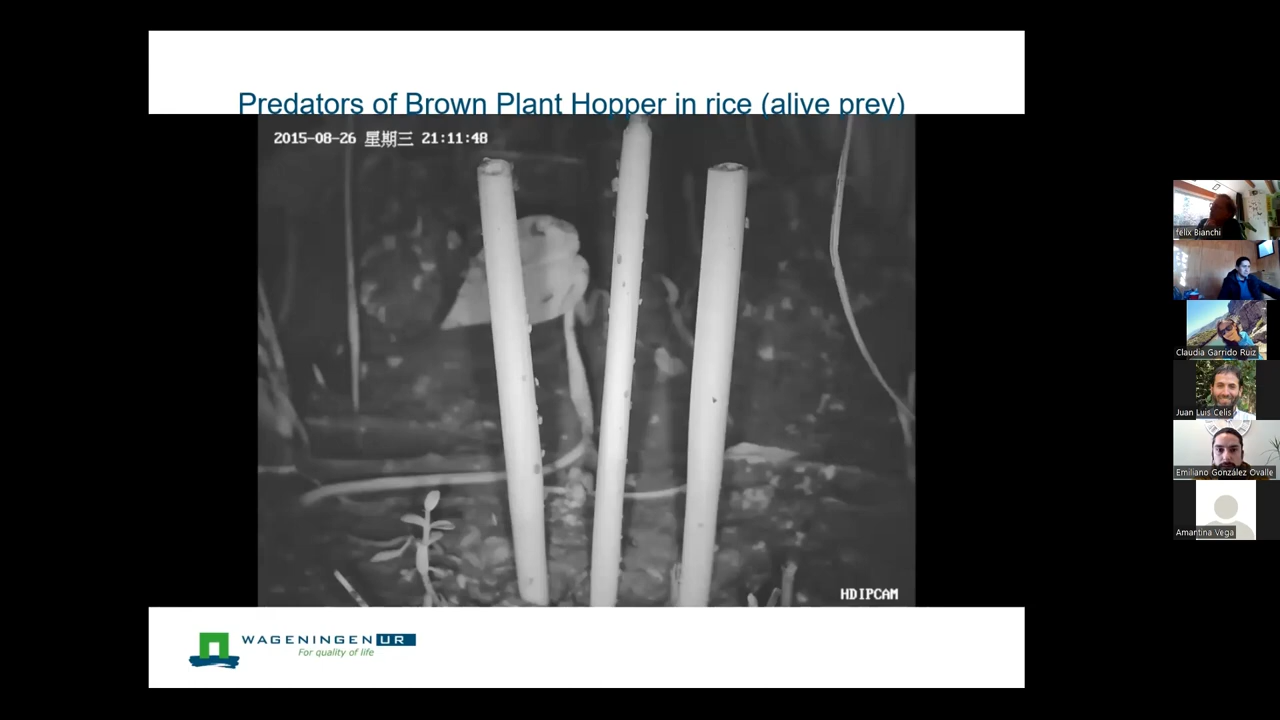 Predators of Brown Plant Hopper in rice (alive prey)
2015-08-26 星期三 21:11:48
HDIPCAM
WAGENINGEN UR
For quality of life
felix Bianchi
Claudia Garrido Ruiz
Juan Luis Celis
Emiliano González Ovalle
Amantina Vega